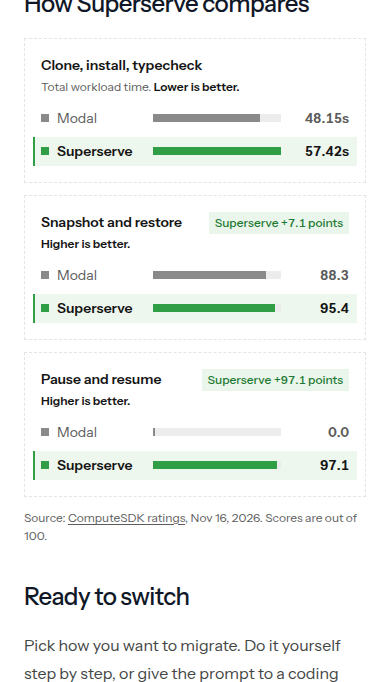 How Superserve compares
Clone, install, typecheck
Total workload time. Lower is better.
Modal 48.15s
Superserve 57.42s
Snapshot and restore Superserve +7.1 points
Higher is better.
Modal 88.3
Superserve 95.4
Pause and resume Superserve +97.1 points
Higher is better.
Modal 0.0
Superserve 97.1
Source: ComputeSDK ratings, Nov 16, 2026. Scores are out of
100.
Ready to switch
Pick how you want to migrate. Do it yourself
step by step, or give the prompt to a coding